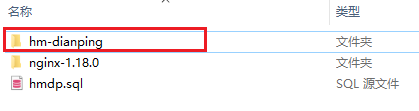 名称 类型
hm-dianping 文件夹
nginx-1.18.0 文件夹
hmdp.sql SQL 源文件